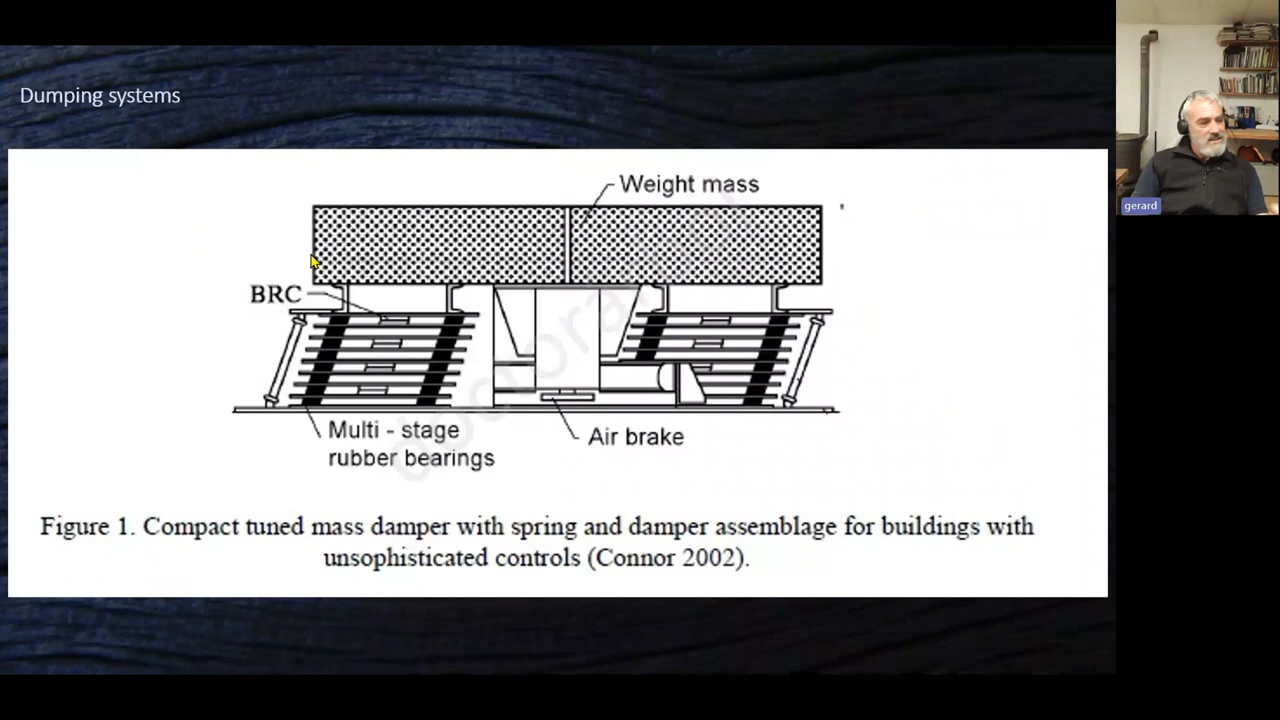 Dumping systems
Weight mass
BRC
Multi - stage
rubber bearings
Air brake
Figure 1. Compact tuned mass damper with spring and damper assemblage for buildings with
unsophisticated controls (Connor 2002).
gerard